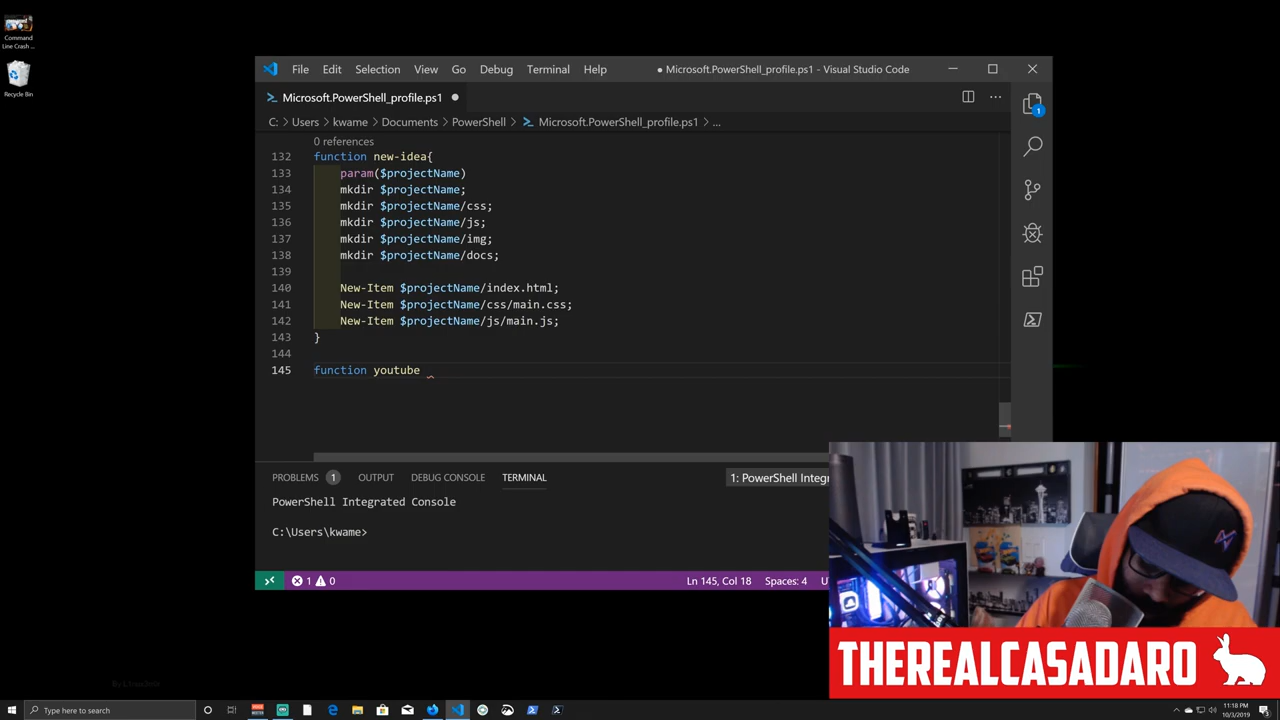 Command
Line Crash ...
Recycle Bin
File Edit Selection View Go Debug Terminal Help
● Microsoft.PowerShell_profile.ps1 - Visual Studio Code
Microsoft.PowerShell_profile.ps1 ●
C: > Users > kwame > Documents > PowerShell > Microsoft.PowerShell_profile.ps1 > ...
1
0 references
132 function new-idea{
133 param($projectName)
134 mkdir $projectName;
135 mkdir $projectName/css;
136 mkdir $projectName/js;
137 mkdir $projectName/img;
138 mkdir $projectName/docs;
139
140 New-Item $projectName/index.html;
141 New-Item $projectName/css/main.css;
142 New-Item $projectName/js/main.js;
143 }
144
145 function youtube
PROBLEMS 1 OUTPUT DEBUG CONSOLE TERMINAL 1: PowerShell Integ
PowerShell Integrated Console
C:\Users\kwame>
1 0 Ln 145, Col 18 Spaces: 4 U
THEREALCASADARO
Type here to search
11:18 PM
10/3/2019